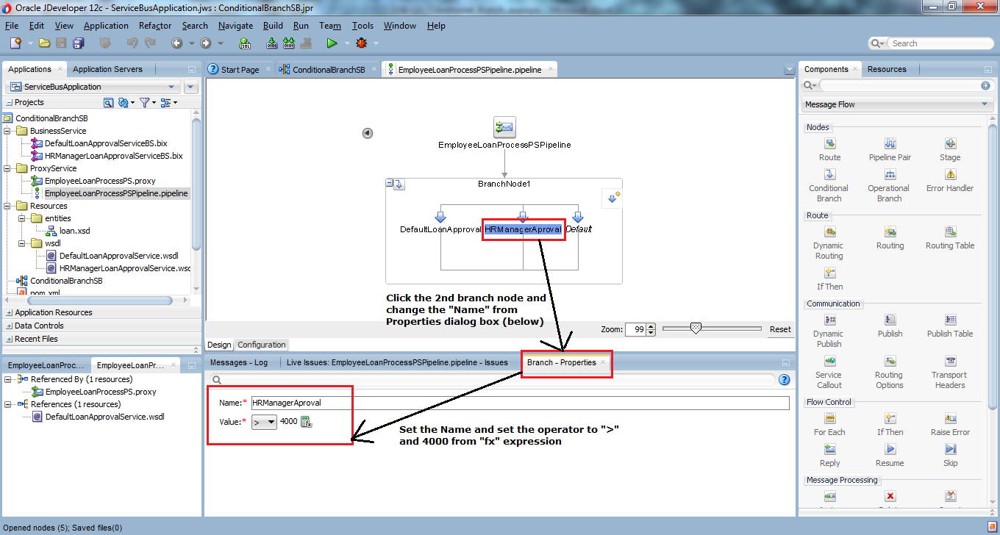 Oracle JDeveloper 12c - ServiceBusApplication.jws : ConditionalBranchSB.jpr
File Edit View Application Refactor Search Navigate Build Run Team Tools Window Help
Search
Applications Application Servers
ServiceBusApplication
Projects
ConditionalBranchSB
BusinessService
DefaultLoanApprovalServiceBS.bix
HRManagerLoanApprovalServiceBS.bix
ProxyService
EmployeeLoanProcessPS.proxy
EmployeeLoanProcessPSPipeline.pipeline
Resources
entities
loan.xsd
wsdl
DefaultLoanApprovalService.wsdl
HRManagerLoanApprovalService.wsd
ConditionalBranchSB
pom.xml
Application Resources
Data Controls
Recent Files
EmployeeLoanProc... EmployeeLoanPr...
Referenced By (1 resources)
EmployeeLoanProcessPS.proxy
References (1 resources)
DefaultLoanApprovalService.wsdl
Start Page ConditionalBranchSB EmployeeLoanProcessPSPipeline.pipeline
EmployeeLoanProcessPSPipeline
BranchNode1
DefaultLoanApproval HRManagerAproval Default
Click the 2nd branch node and
change the "Name" from
Properties dialog box (below)
Zoom: 99 Reset
Design Configuration
Messages - Log Live Issues: EmployeeLoanProcessPSPipeline.pipeline - Issues Branch - Properties
Name:* HRManagerAproval
Value:* > 4000
Set the Name and set the operator to ">"
and 4000 from "fx" expression
Components Resources
Message Flow
Nodes
Route Pipeline Pair Stage
Conditional Operational Error Handler
Branch Branch
Route
Dynamic Routing Routing Table
Routing
If Then
Communication
Dynamic Publish Publish Table
Publish
Service Routing Transport
Callout Options Headers
Flow Control
For Each If Then Raise Error
Reply Resume Skip
Message Processing
Opened nodes (5); Saved files(0)